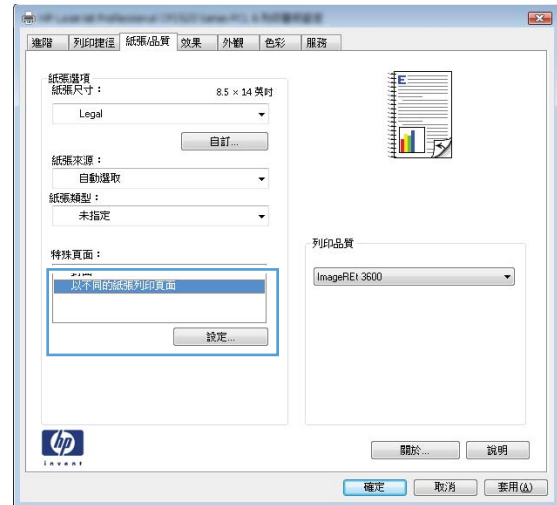 進階 列印捷徑 紙張/品質 效果 外觀 色彩 服務
紙張選項
紙張尺寸： 8.5 × 14 英吋
Legal
自訂...
紙張來源：
自動選取
紙張類型：
未指定
特殊頁面：
以不同的紙張列印頁面
設定...
E
列印品質
ImageREt 3600
hp
invent
關於... 說明
確定 取消 套用(A)